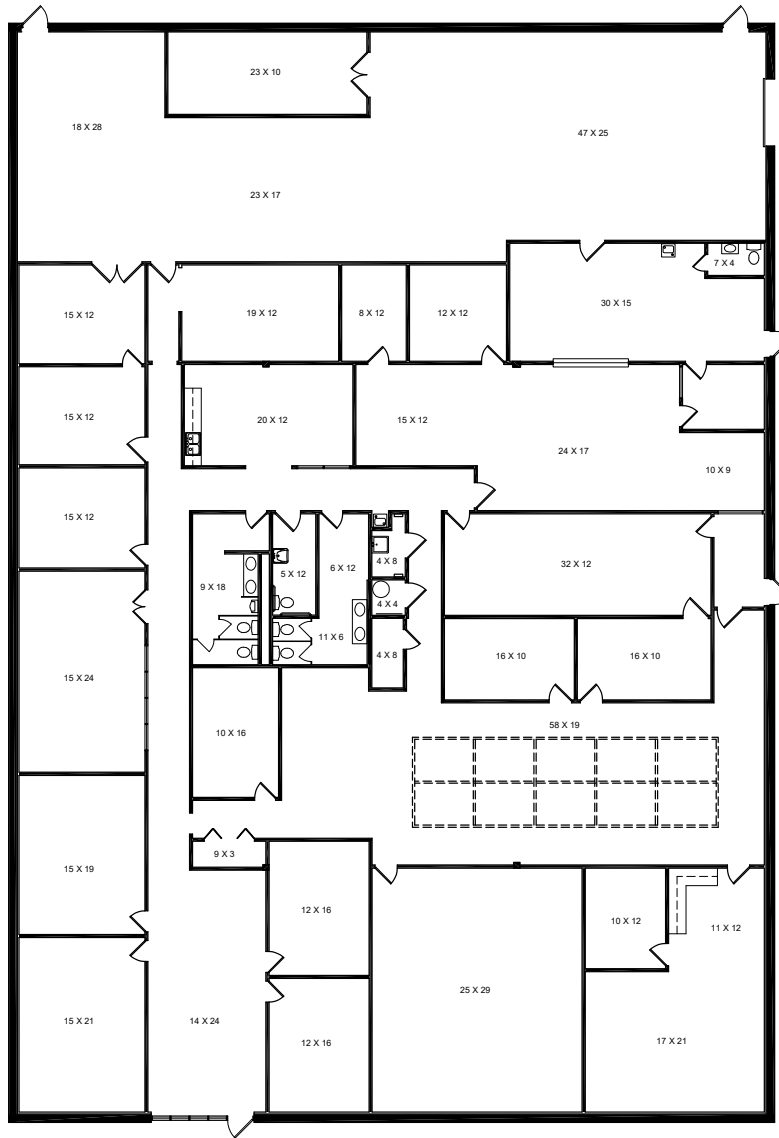 23 X 10
18 X 28
47 X 25
23 X 17
7 X 4
30 X 15
15 X 12
19 X 12
8 X 12
12 X 12
15 X 12
20 X 12
15 X 12
24 X 17
10 X 9
15 X 12
4 X 8
32 X 12
6 X 12
5 X 12
9 X 18
4 X 4
11 X 6
4 X 8
16 X 10
16 X 10
15 X 24
58 X 19
10 X 16
9 X 3
15 X 19
12 X 16
10 X 12
11 X 12
25 X 29
15 X 21
14 X 24
12 X 16
17 X 21